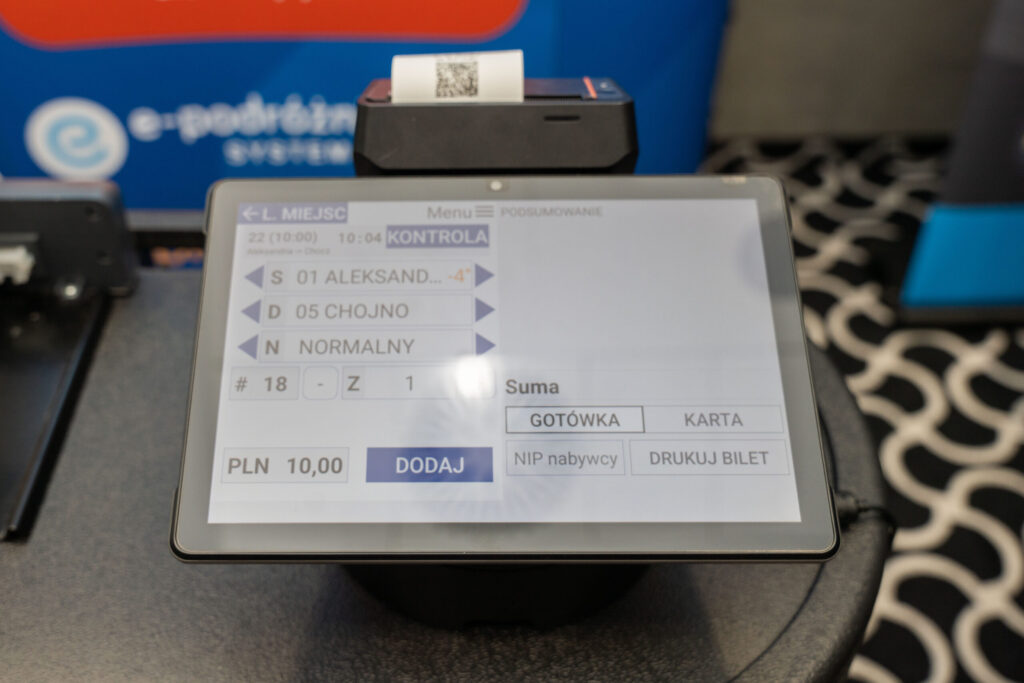 e-podróżn
SYSTEM
← L. MIEJSC
Menu ☰ PODSUMOWANIE
22 (10:00) 10:04 KONTROLA
S 01 ALEKSAND... -4°
D 05 CHOJNO
N NORMALNY
# 18 - Z 1
Suma
GOTÓWKA KARTA
PLN 10,00 DODAJ NIP nabywcy DRUKUJ BILET